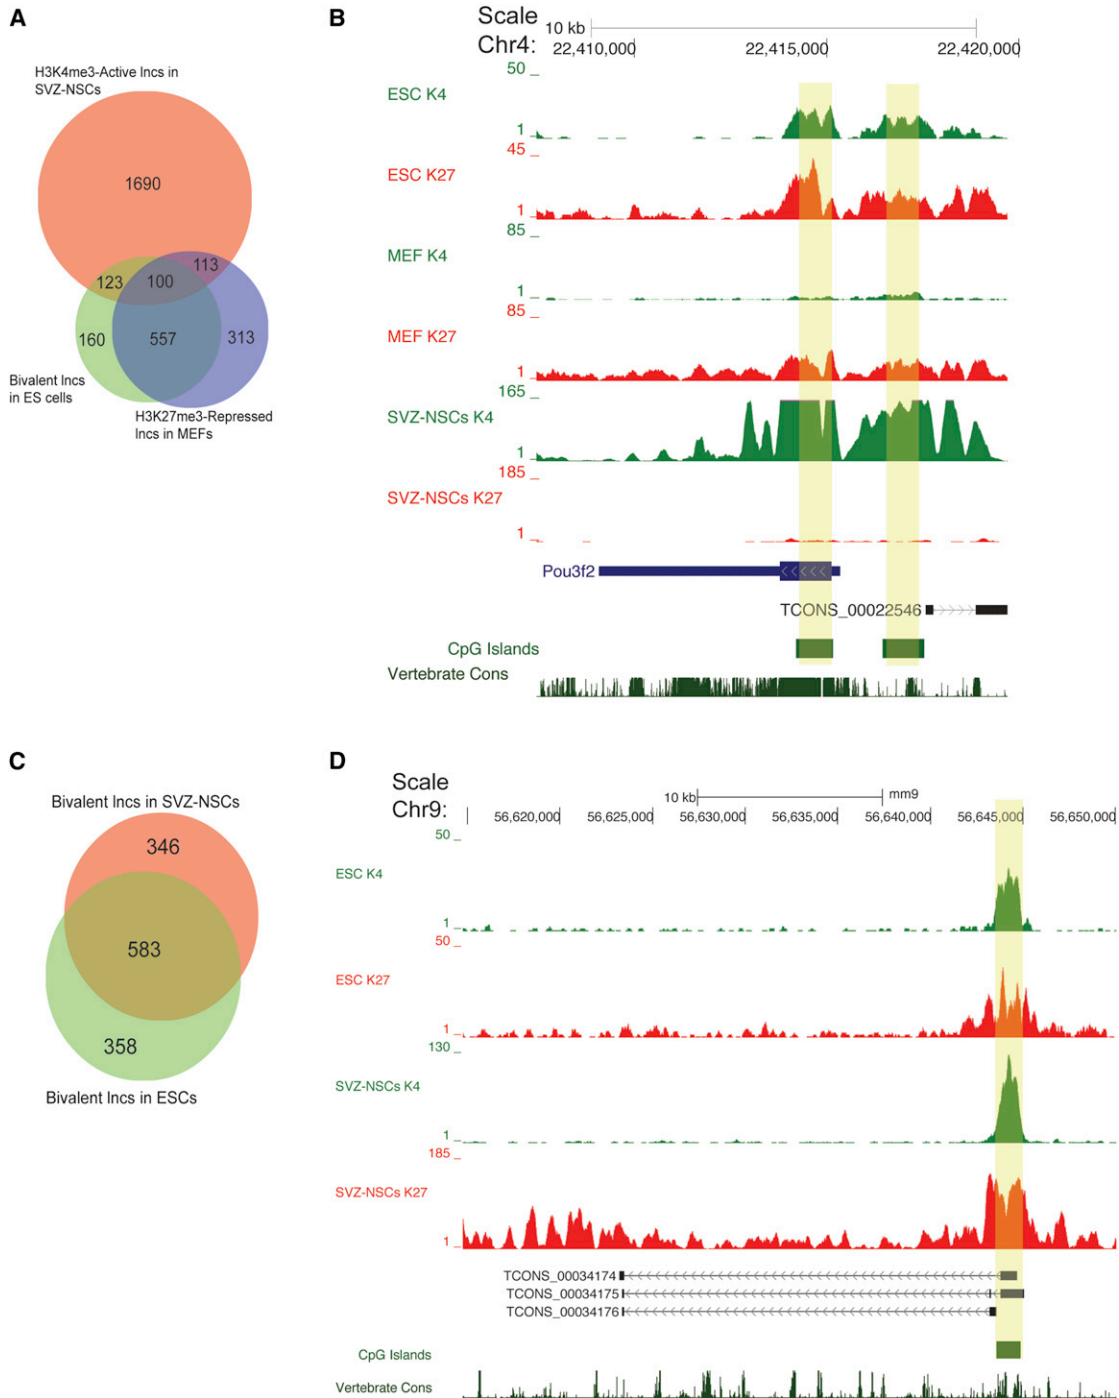 A
H3K4me3-Active lncs in
SVZ-NSCs
1690
123
100
113
160
557
313
Bivalent lncs
in ES cells
H3K27me3-Repressed
lncs in MEFs
B
Scale
10 kb
Chr4:
22,410,000
22,415,000
22,420,000
50
ESC K4
1
45
ESC K27
1
85
MEF K4
1
85
MEF K27
1
165
SVZ-NSCs K4
1
185
SVZ-NSCs K27
1
Pou3f2
TCONS_00022546
CpG Islands
Vertebrate Cons
C
Bivalent lncs in SVZ-NSCs
346
583
358
Bivalent lncs in ESCs
D
Scale
10 kb
mm9
Chr9:
56,620,000
56,625,000
56,630,000
56,635,000
56,640,000
56,645,000
56,650,000
50
ESC K4
1
50
ESC K27
1
130
SVZ-NSCs K4
1
185
SVZ-NSCs K27
1
TCONS_00034174
TCONS_00034175
TCONS_00034176
CpG Islands
Vertebrate Cons